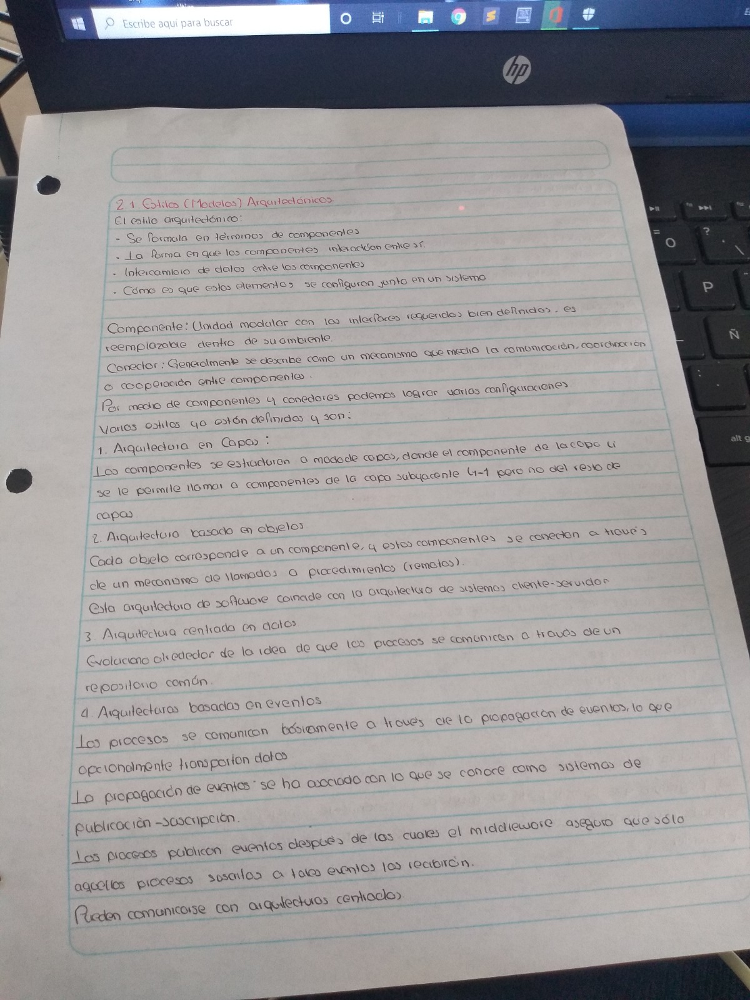 Escribe aquí para buscar
hp
2.1 Estilos (Modelos) Arquitectónicos.
El estilo arquitectónico:
- Se formula en términos de componentes
. La forma en que los componentes interactúan entre sí.
. Intercambio de datos entre los componentes
. Cómo es que estos elementos se configuran junto en un sistema
Componente: Unidad modular con las interfaces requeridas bien definidas. es
reemplazable dentro de su ambiente.
Conector: Generalmente se describe como un mecanismo que media la comunicación, coordinación
o cooperación entre componentes.
Por medio de componentes y conectores podemos lograr varias configuraciones.
Varios estilos ya están definidos y son:
1. Arquitectura en Capas:
Los componentes se estructuran a modo de capas, donde el componente de la capa Li
se le permite llamar a componentes de la capa subyacente Li-1 pero no del resto de
capas
2. Arquitectura basada en objetos
Cada objeto corresponde a un componente, y estos componentes se conectan a través
de un mecanismo de llamadas a procedimientos (remotos).
Esta arquitectura de software coincide con la arquitectura de sistemas cliente-servidor
3. Arquitectura centrada en datos
Evoluciono alrededor de la idea de que los procesos se comunican a través de un
repositorio común.
4. Arquitecturas basadas en eventos
Los procesos se comunican básicamente a través de la propagación de eventos, lo que
opcionalmente transportan datos
La propagación de eventos se ha asociado con lo que se conoce como sistemas de
publicación-suscripción.
Los procesos publican eventos después de las cuales el middleware asegura que sólo
aquellos procesos suscritos a tales eventos los recibirán.
Pueden comunicarse con arquitecturas centradas
=
O
?
P
Ñ
alt g